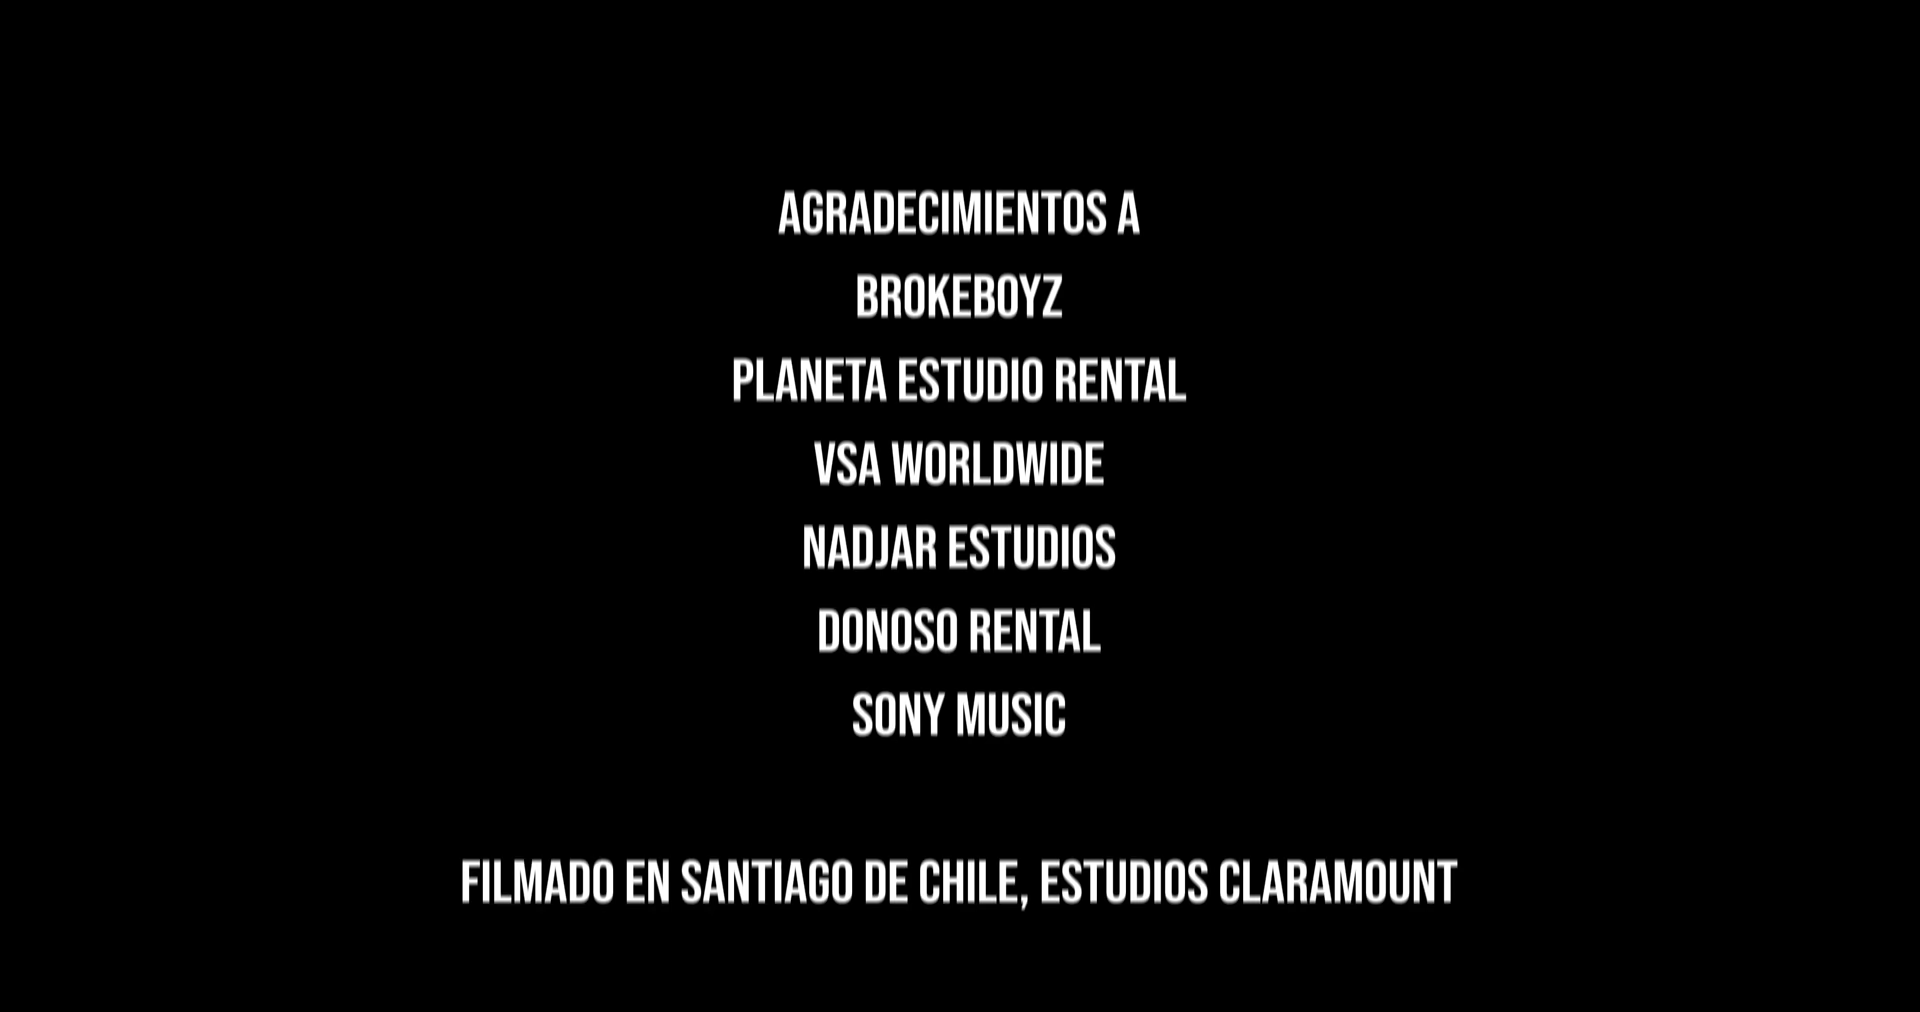 AGRADECIMIENTOS A
BROKEBOYZ
PLANETA ESTUDIO RENTAL
VSA WORLDWIDE
NADJAR ESTUDIOS
DONOSO RENTAL
SONY MUSIC
FILMADO EN SANTIAGO DE CHILE, ESTUDIOS CLARAMOUNT